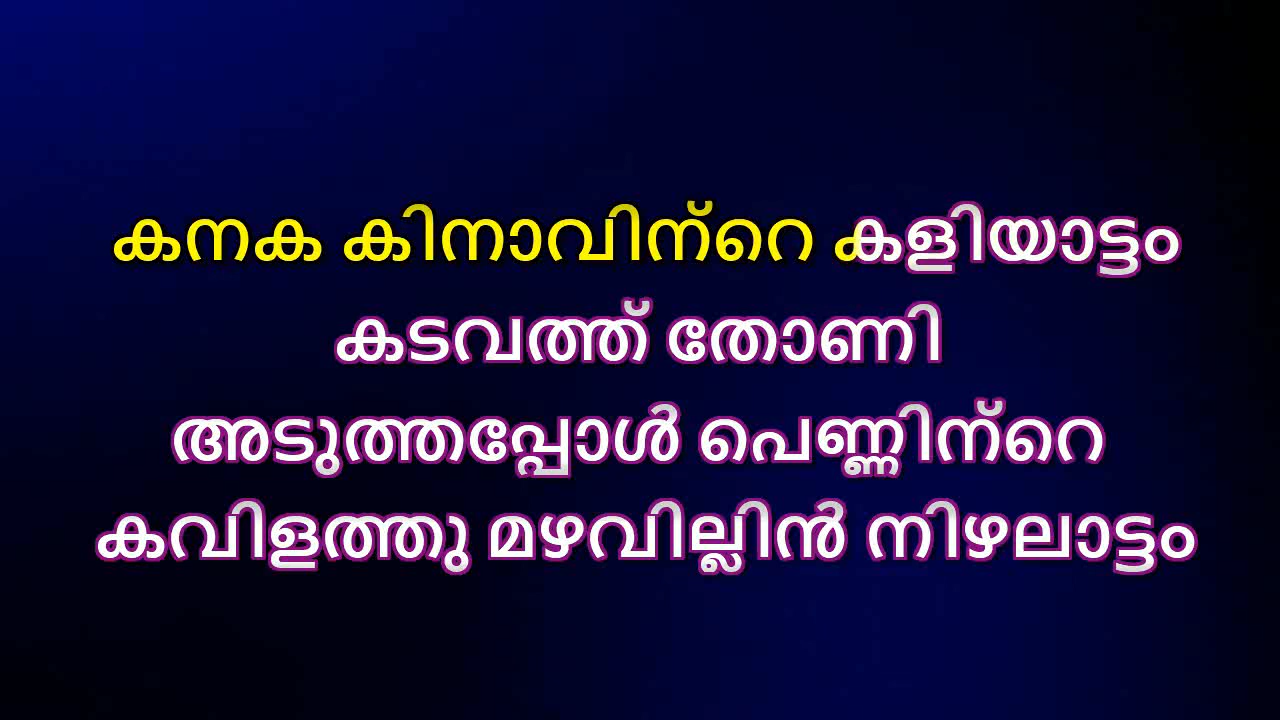 കനക കിനാവിന്റെ കളിയാട്ടം
കടവത്ത് തോണി
അടുത്തപ്പോൾ പെണ്ണിന്റെ
കവിളത്തു മഴവില്ലിൻ നിഴലാട്ടം